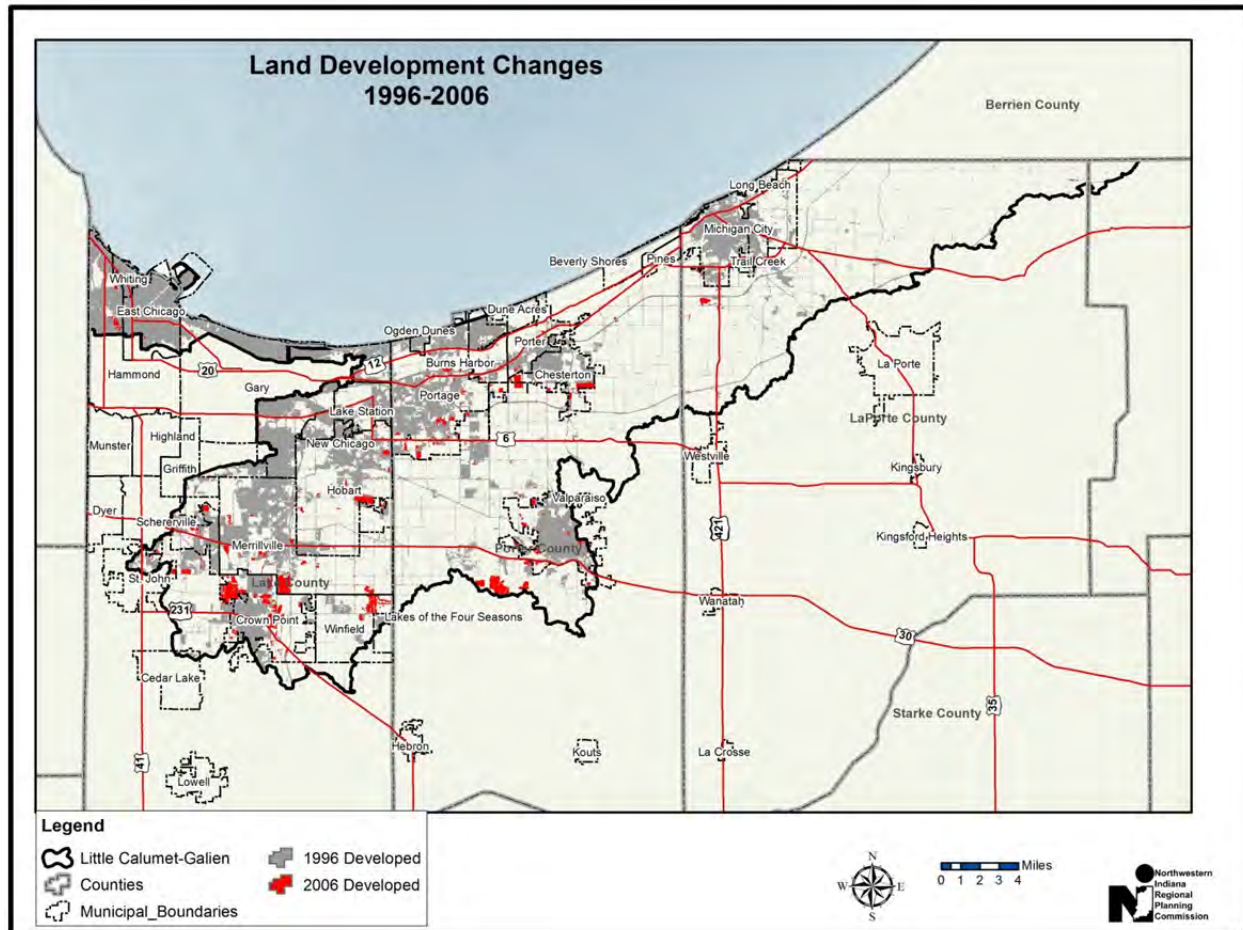 Land Development Changes
1996-2006
Berrien County
Long Beach
Michigan City
Trail Creek
Pines
Beverly Shores
Whiting
East Chicago
Dune Acres
Ogden Dunes
Porter
Burns Harbor
Chesterton
12
20
Hammond
Gary
Portage
La Porte
LaPorte County
Lake Station
New Chicago
6
Munster
Highland
Griffith
Westville
Kingsbury
Hobart
Valparaiso
Dyer
Schererville
421
Kingsford Heights
Merrillville
Porter County
St. John
Lake County
231
Crown Point
Winfield
Lakes of the Four Seasons
Wanatah
30
Cedar Lake
Starke County
35
Hebron
Kouts
La Crosse
41
Lowell
Legend
Little Calumet-Galien
Counties
Municipal_Boundaries
1996 Developed
2006 Developed
N
W
E
S
Miles
0 1 2 3 4
Northwestern
Indiana
Regional
Planning
Commission